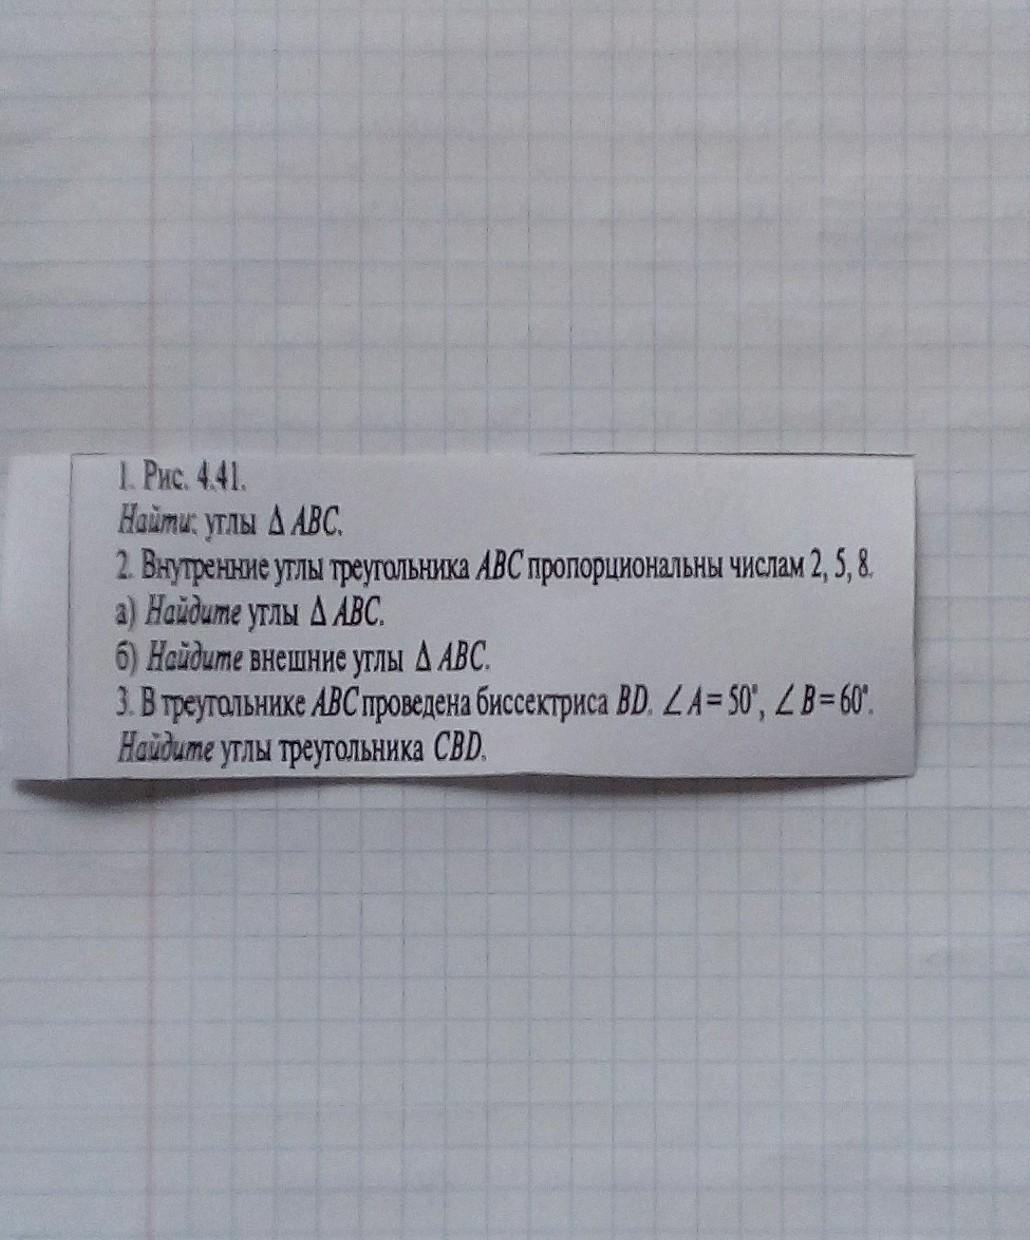 1. Рис. 4.41.
Найти: углы Δ ABC.
2. Внутренние углы треугольника ABC пропорциональны числам 2, 5, 8.
а) Найдите углы Δ ABC.
б) Найдите внешние углы Δ ABC.
3. В треугольнике ABC проведена биссектриса BD. ∠A = 50°, ∠B = 60°.
Найдите углы треугольника CBD.